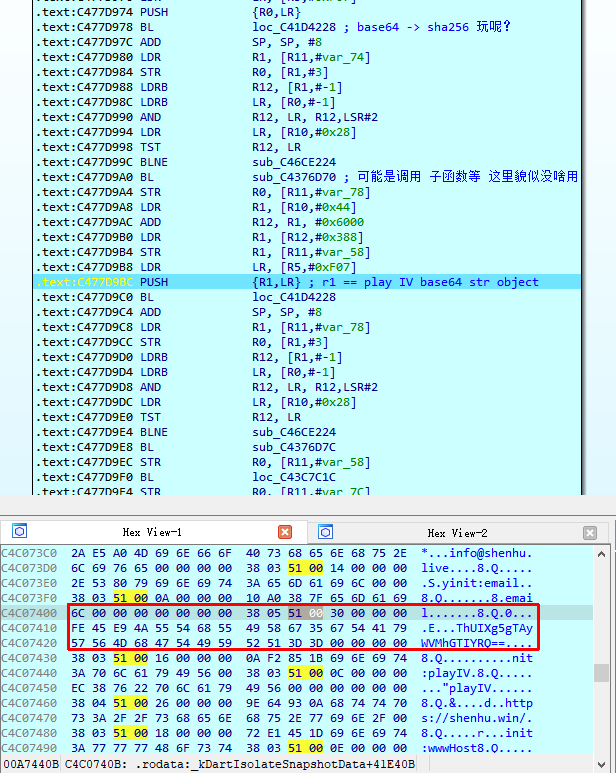 .text:C477D974 PUSH {R0,LR}
.text:C477D978 BL loc_C41D4228 ; base64 -> sha256 玩呢?
.text:C477D97C ADD SP, SP, #8
.text:C477D980 LDR R1, [R11,#var_74]
.text:C477D984 STR R0, [R1,#3]
.text:C477D988 LDRB R12, [R1,#-1]
.text:C477D98C LDRB LR, [R0,#-1]
.text:C477D990 AND R12, LR, R12,LSR#2
.text:C477D994 LDR LR, [R10,#0x28]
.text:C477D998 TST R12, LR
.text:C477D99C BLNE sub_C46CE224
.text:C477D9A0 BL sub_C4376D70 ; 可能是调用 子函数等 这里貌似没啥用
.text:C477D9A4 STR R0, [R11,#var_78]
.text:C477D9A8 LDR R1, [R10,#0x44]
.text:C477D9AC ADD R12, R1, #0x6000
.text:C477D9B0 LDR R1, [R12,#0x388]
.text:C477D9B4 STR R1, [R11,#var_58]
.text:C477D9B8 LDR LR, [R5,#0xF07]
.text:C477D9BC PUSH {R1,LR} ; r1 == play IV base64 str object
.text:C477D9C0 BL loc_C41D4228
.text:C477D9C4 ADD SP, SP, #8
.text:C477D9C8 LDR R1, [R11,#var_78]
.text:C477D9CC STR R0, [R1,#3]
.text:C477D9D0 LDRB R12, [R1,#-1]
.text:C477D9D4 LDRB LR, [R0,#-1]
.text:C477D9D8 AND R12, LR, R12,LSR#2
.text:C477D9DC LDR LR, [R10,#0x28]
.text:C477D9E0 TST R12, LR
.text:C477D9E4 BLNE sub_C46CE224
.text:C477D9E8 BL sub_C4376D7C
.text:C477D9EC STR R0, [R11,#var_58]
.text:C477D9F0 BL loc_C43C7C1C
.text:C477D9F4 STR R0, [R11,#var_7C]
Hex View-1 Hex View-2
C4C073C0 2A E5 A0 4D 69 6E 66 6F 40 73 68 65 6E 68 75 2E *...info@shenhu.
C4C073D0 6C 69 76 65 00 00 00 00 38 03 51 00 14 00 00 00 live....8.Q.....
C4C073E0 2E 53 80 79 69 6E 69 74 3A 65 6D 61 69 6C 00 00 .S.yinit:email..
C4C073F0 38 03 51 00 0A 00 00 00 10 A0 38 7F 65 6D 61 69 8.Q.......8.emai
C4C07400 6C 00 00 00 00 00 00 00 38 05 51 00 30 00 00 00 l.......8.Q.0...
C4C07410 FE 45 E9 4A 55 54 68 55 49 58 67 35 67 54 41 79 .E...ThUIXg5gTAy
C4C07420 57 56 4D 68 47 54 49 59 52 51 3D 3D 00 00 00 00 WVMhGTIYRQ==....
C4C07430 38 03 51 00 16 00 00 00 0A F2 85 1B 69 6E 69 74 8.Q.........nit
C4C07440 3A 70 6C 61 79 49 56 00 38 03 51 00 0C 00 00 00 :playIV.8.Q.....
C4C07450 EC 38 76 22 70 6C 61 79 49 56 00 00 00 00 00 00 ..."playIV......
C4C07460 38 04 51 00 26 00 00 00 9E 64 93 0A 68 74 74 70 8.Q.&....d..http
C4C07470 73 3A 2F 2F 73 68 65 6E 68 75 2E 77 69 6E 2F 00 s://shenhu.win/.
C4C07480 38 03 51 00 18 00 00 00 72 E1 45 1D 69 6E 69 74 8.Q.....r...init
C4C07490 3A 77 77 77 48 6F 73 74 38 03 51 00 0E 00 00 00 :wwwHost8.Q.....
00A7440B C4C0740B: .rodata:_kDartIsolateSnapshotData+41E40B